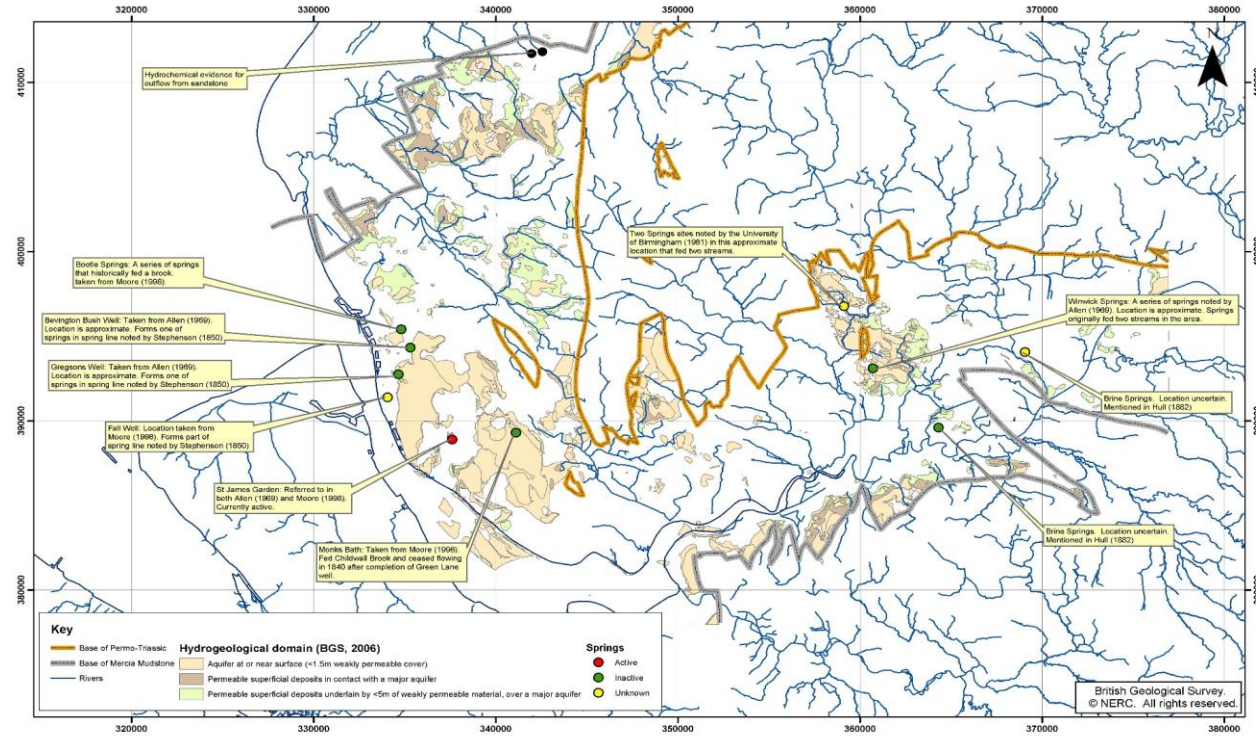 320000 330000 340000 350000 360000 370000 380000
N
410000
Hydrochemical evidence for
outflow from sandstone
400000
Two Springs sites noted by the University
of Birmingham (1981) in this approximate
location that fed two streams.
Bootle Springs: A series of springs
that historically fed a brook.
taken from Moore (1998).
Winwick Springs: A series of springs noted by
Allen (1969). Location is approximate. Springs
originally fed two streams in the area.
Bevington Bush Well: Taken from Allen (1969).
Location is approximate. Forms one of
springs in spring line noted by Stephenson (1850)
Gregsons Well: Taken from Allen (1969).
Location is approximate. Forms one of
springs in spring line noted by Stephenson (1850)
Brine Springs. Location uncertain.
Mentioned in Hull (1882)
390000
Fall Well: Location taken from
Moore (1998). Forms part of
spring line noted by Stephenson (1850)
St James Garden: Referred to in
both Allen (1969) and Moore (1998).
Currently active.
Brine Springs. Location uncertain.
Mentioned in Hull (1882)
Monks Bath: Taken from Moore (1998).
Fed Childwall Brook and ceased flowing
in 1840 after completion of Green Lane
well.
380000
Key
Base of Permo-Triassic
Base of Mercia Mudstone
Rivers
Hydrogeological domain (BGS, 2006)
Aquifer at or near surface (<1.5m weakly permeable cover)
Permeable superficial deposits in contact with a major aquifer
Permeable superficial deposits underlain by <5m of weakly permeable material, over a major aquifer
Springs
Active
Inactive
Unknown
British Geological Survey.
© NERC. All rights reserved.
320000 330000 340000 350000 360000 370000 380000